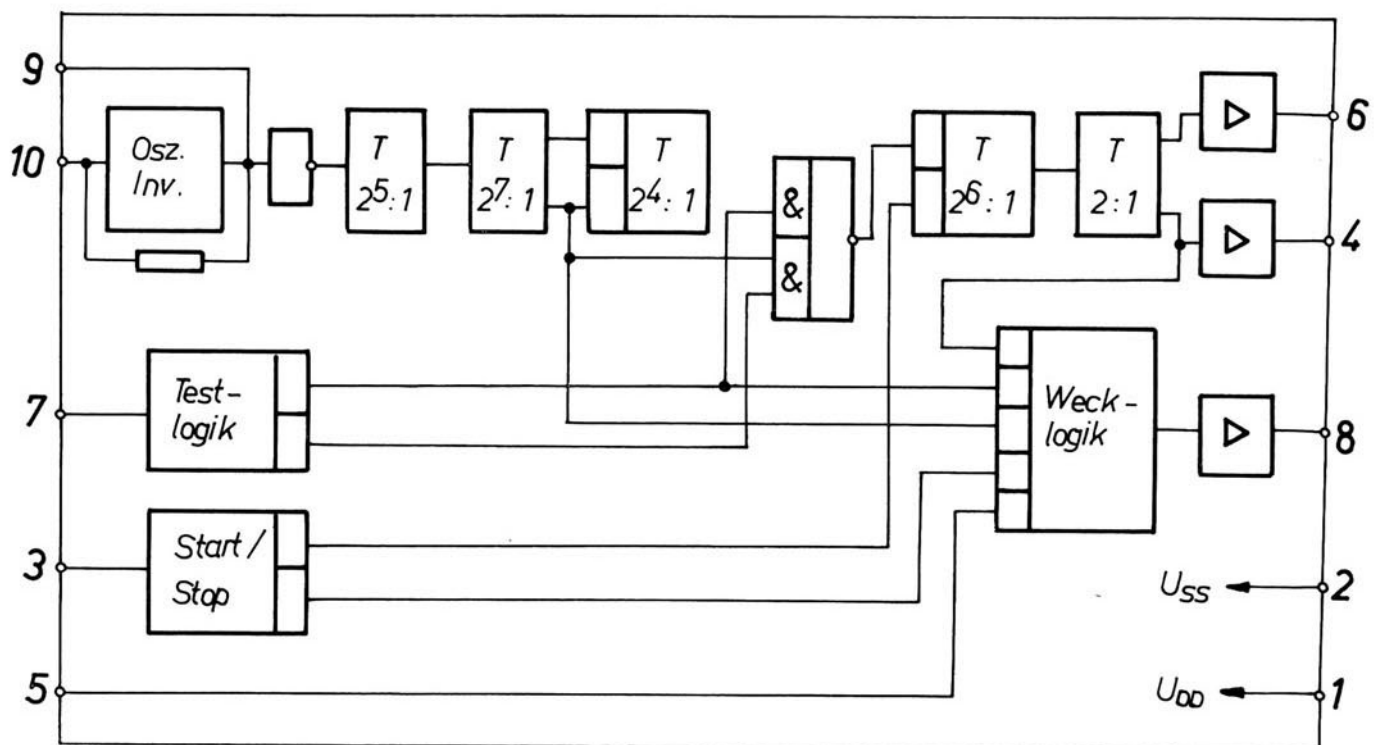 9
10
Osz.
Inv.
T
2⁵:1
T
2⁷:1
T
2⁴:1
&
&
T
2⁶:1
T
2:1
▷
6
▷
4
7
Test-
logik
Weck-
logik
▷
8
3
Start/
Stop
U_SS
2
5
U_DD
1